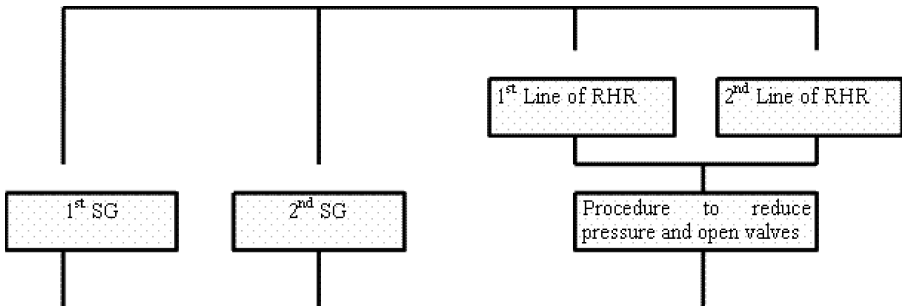 1st Line of RHR
2nd Line of RHR
1st SG
2nd SG
Procedure to reduce
pressure and open valves